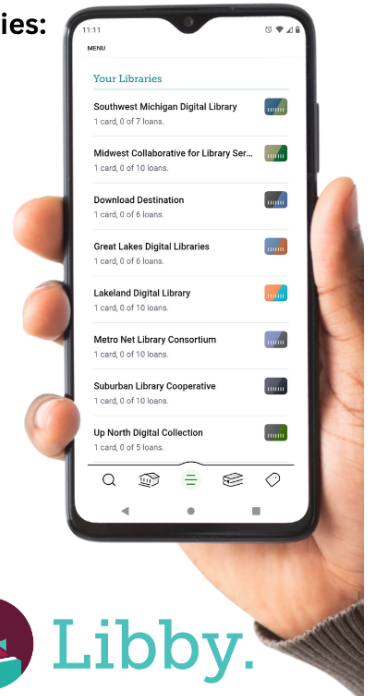 ies:
11:11
MENU
Your Libraries
Southwest Michigan Digital Library
1 card, 0 of 7 loans.
Midwest Collaborative for Library Ser...
1 card, 0 of 10 loans.
Download Destination
1 card, 0 of 6 loans.
Great Lakes Digital Libraries
1 card, 0 of 6 loans.
Lakeland Digital Library
1 card, 0 of 10 loans.
Metro Net Library Consortium
1 card, 0 of 10 loans.
Suburban Library Cooperative
1 card, 0 of 10 loans.
Up North Digital Collection
1 card, 0 of 5 loans.
Libby.